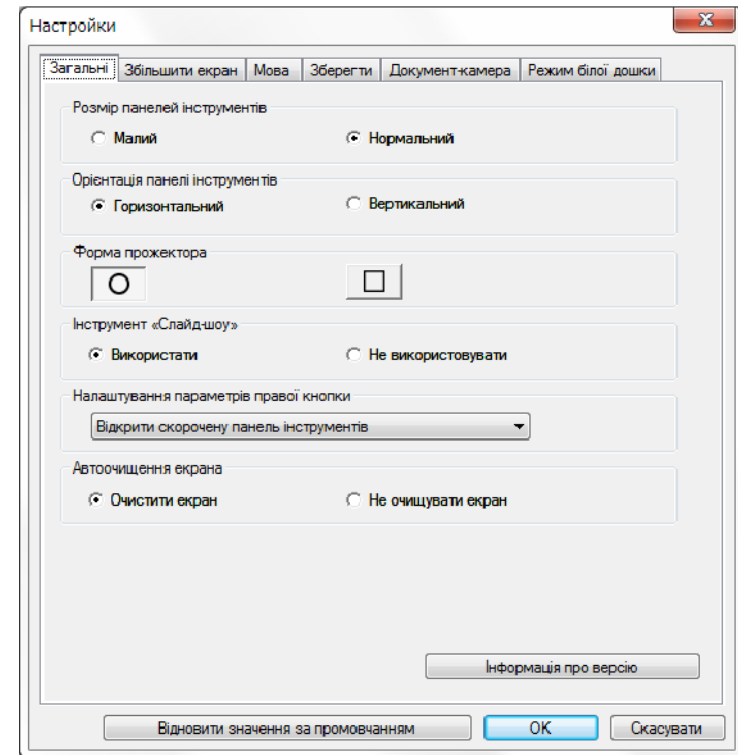 Настройки
Загальні Збільшити екран Мова Зберегти Документ-камера Режим білої дошки
Розмір панелей інструментів
Малий Нормальний
Орієнтація панелі інструментів
Горизонтальний Вертикальний
Форма прожектора
Інструмент «Слайд-шоу»
Використати Не використовувати
Налаштування параметрів правої кнопки
Відкрити скорочену панель інструментів
Автоочищення екрана
Очистити екран Не очищувати екран
Інформація про версію
Відновити значення за промовчанням OK Скасувати